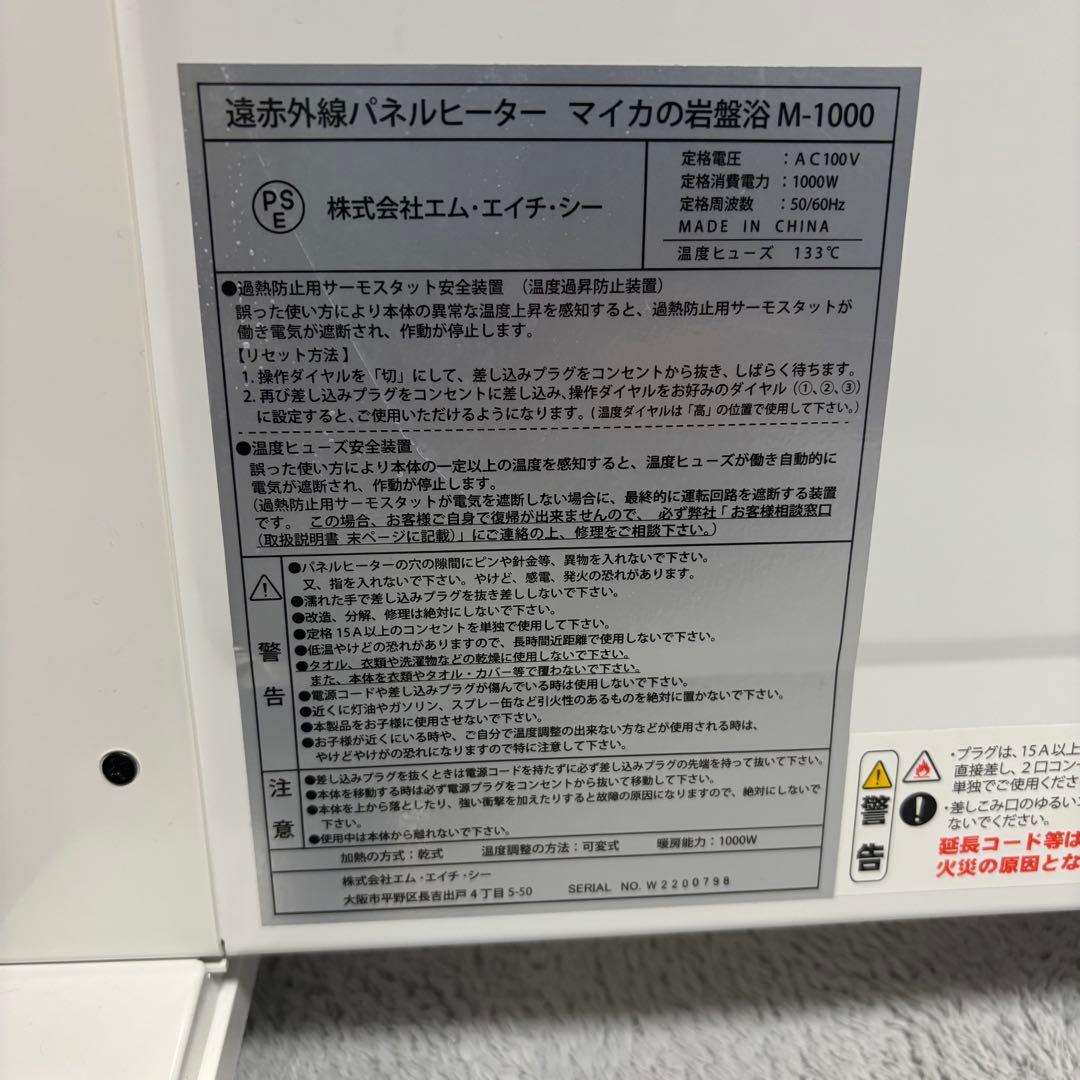 遠赤外線パネルヒーター マイカの岩盤浴 M-1000
PSE
株式会社エム・エイチ・シー
定格電圧 : AC100V
定格消費電力 : 1000W
定格周波数 : 50/60Hz
MADE IN CHINA
温度ヒューズ 133℃
●過熱防止用サーモスタット安全装置 （温度過昇防止装置）
誤った使い方により本体の異常な温度上昇を感知すると、過熱防止用サーモスタットが
働き電気が遮断され、作動が停止します。
【リセット方法】
1. 操作ダイヤルを「切」にして、差し込みプラグをコンセントから抜き、しばらく待ちます。
2. 再び差し込みプラグをコンセントに差し込み、操作ダイヤルをお好みのダイヤル（①、②、③）
に設定すると、ご使用いただけるようになります。（温度ダイヤルは「高」の位置で使用して下さい。）
●温度ヒューズ安全装置
誤った使い方により本体の一定以上の温度を感知すると、温度ヒューズが働き自動的に
電気が遮断され、作動が停止します。
（過熱防止用サーモスタットが電気を遮断しない場合に、最終的に運転回路を遮断する装置
です。 この場合、お客様ご自身で復帰が出来ませんので、 必ず弊社「お客様相談窓口
（取扱説明書 末ページに記載）」にご連絡の上、修理をご相談下さい。）
警告
●パネルヒーターの穴の隙間にピンや針金等、異物を入れないで下さい。
又、指を入れないで下さい。やけど、感電、発火の恐れがあります。
●濡れた手で差し込みプラグを抜き差ししないで下さい。
●改造、分解、修理は絶対にしないで下さい。
●定格15A以上のコンセントを単独で使用して下さい。
●低温やけどの恐れがありますので、長時間近距離で使用しないで下さい。
●タオル、衣類や洗濯物などの乾燥に使用しないで下さい。
また、本体を衣類やタオル・カバー等で覆わないで下さい。
●電源コードや差し込みプラグが傷んでいる時は使用しないで下さい。
●近くに灯油やガソリン、スプレー缶など引火性のあるものを絶対に置かないで下さい。
●本製品をお子様に使用させないで下さい。
●お子様が近くにいる時や、ご自分で温度調整の出来ない方などが使用される時は、
やけどやけがの恐れになりますので特に注意して下さい。
注意
●差し込みプラグを抜くときは電源コードを持たずに必ず差し込みプラグの先端を持って抜いて下さい。
●本体を移動する時は必ず電源プラグをコンセントから抜いて移動して下さい。
●本体を上から落としたり、強い衝撃を加えたりすると故障の原因になりますので、絶対にしないで
下さい。
●使用中は本体から離れないで下さい。
加熱の方式：乾式 温度調整の方法：可変式 暖房能力：1000W
株式会社エム・エイチ・シー
大阪市平野区長吉出戸4丁目5-50 SERIAL NO. W2200798
警告
・プラグは、15A以上
直接差し、2口コン
単独でご使用くださ
・差しこみ口のゆるい
ないでください。
延長コード等は
火災の原因とな